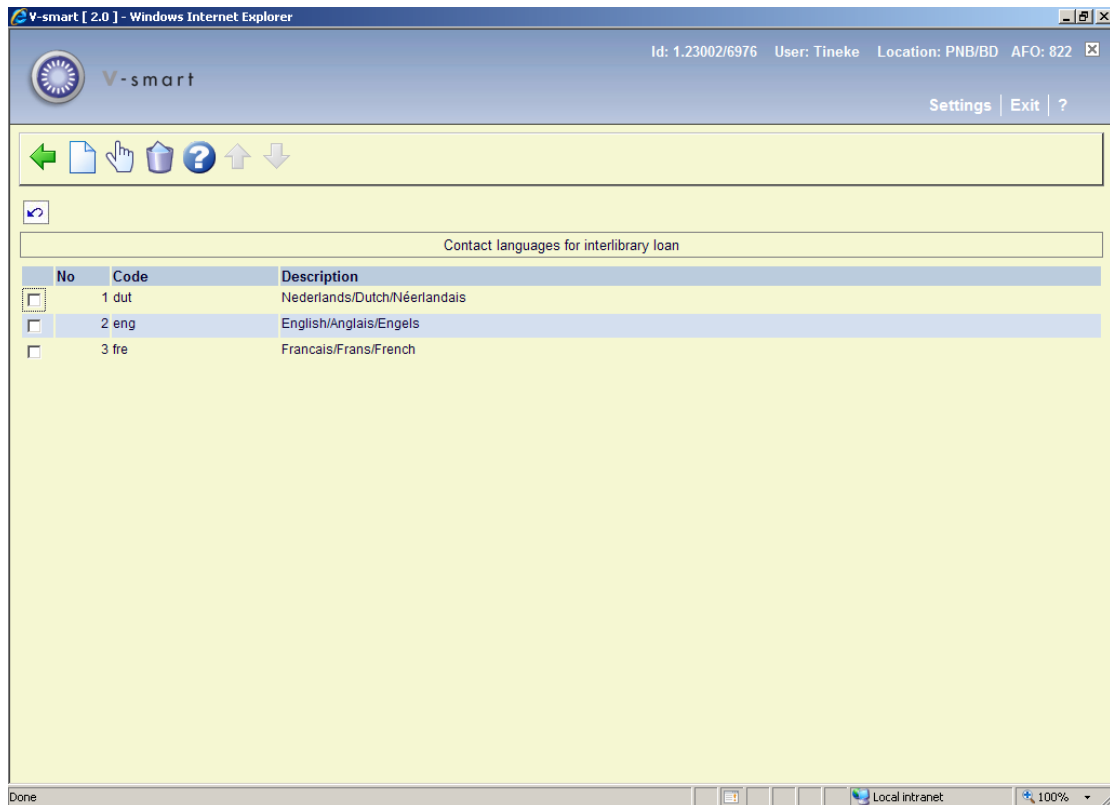 V-smart [ 2.0 ] - Windows Internet Explorer
Id: 1.23002/6976 User: Tineke Location: PNB/BD AFO: 822
V-smart
Settings Exit ?
Contact languages for interlibrary loan
No Code Description
1 dut Nederlands/Dutch/Néerlandais
2 eng English/Anglais/Engels
3 fre Francais/Frans/French
Done Local intranet 100%